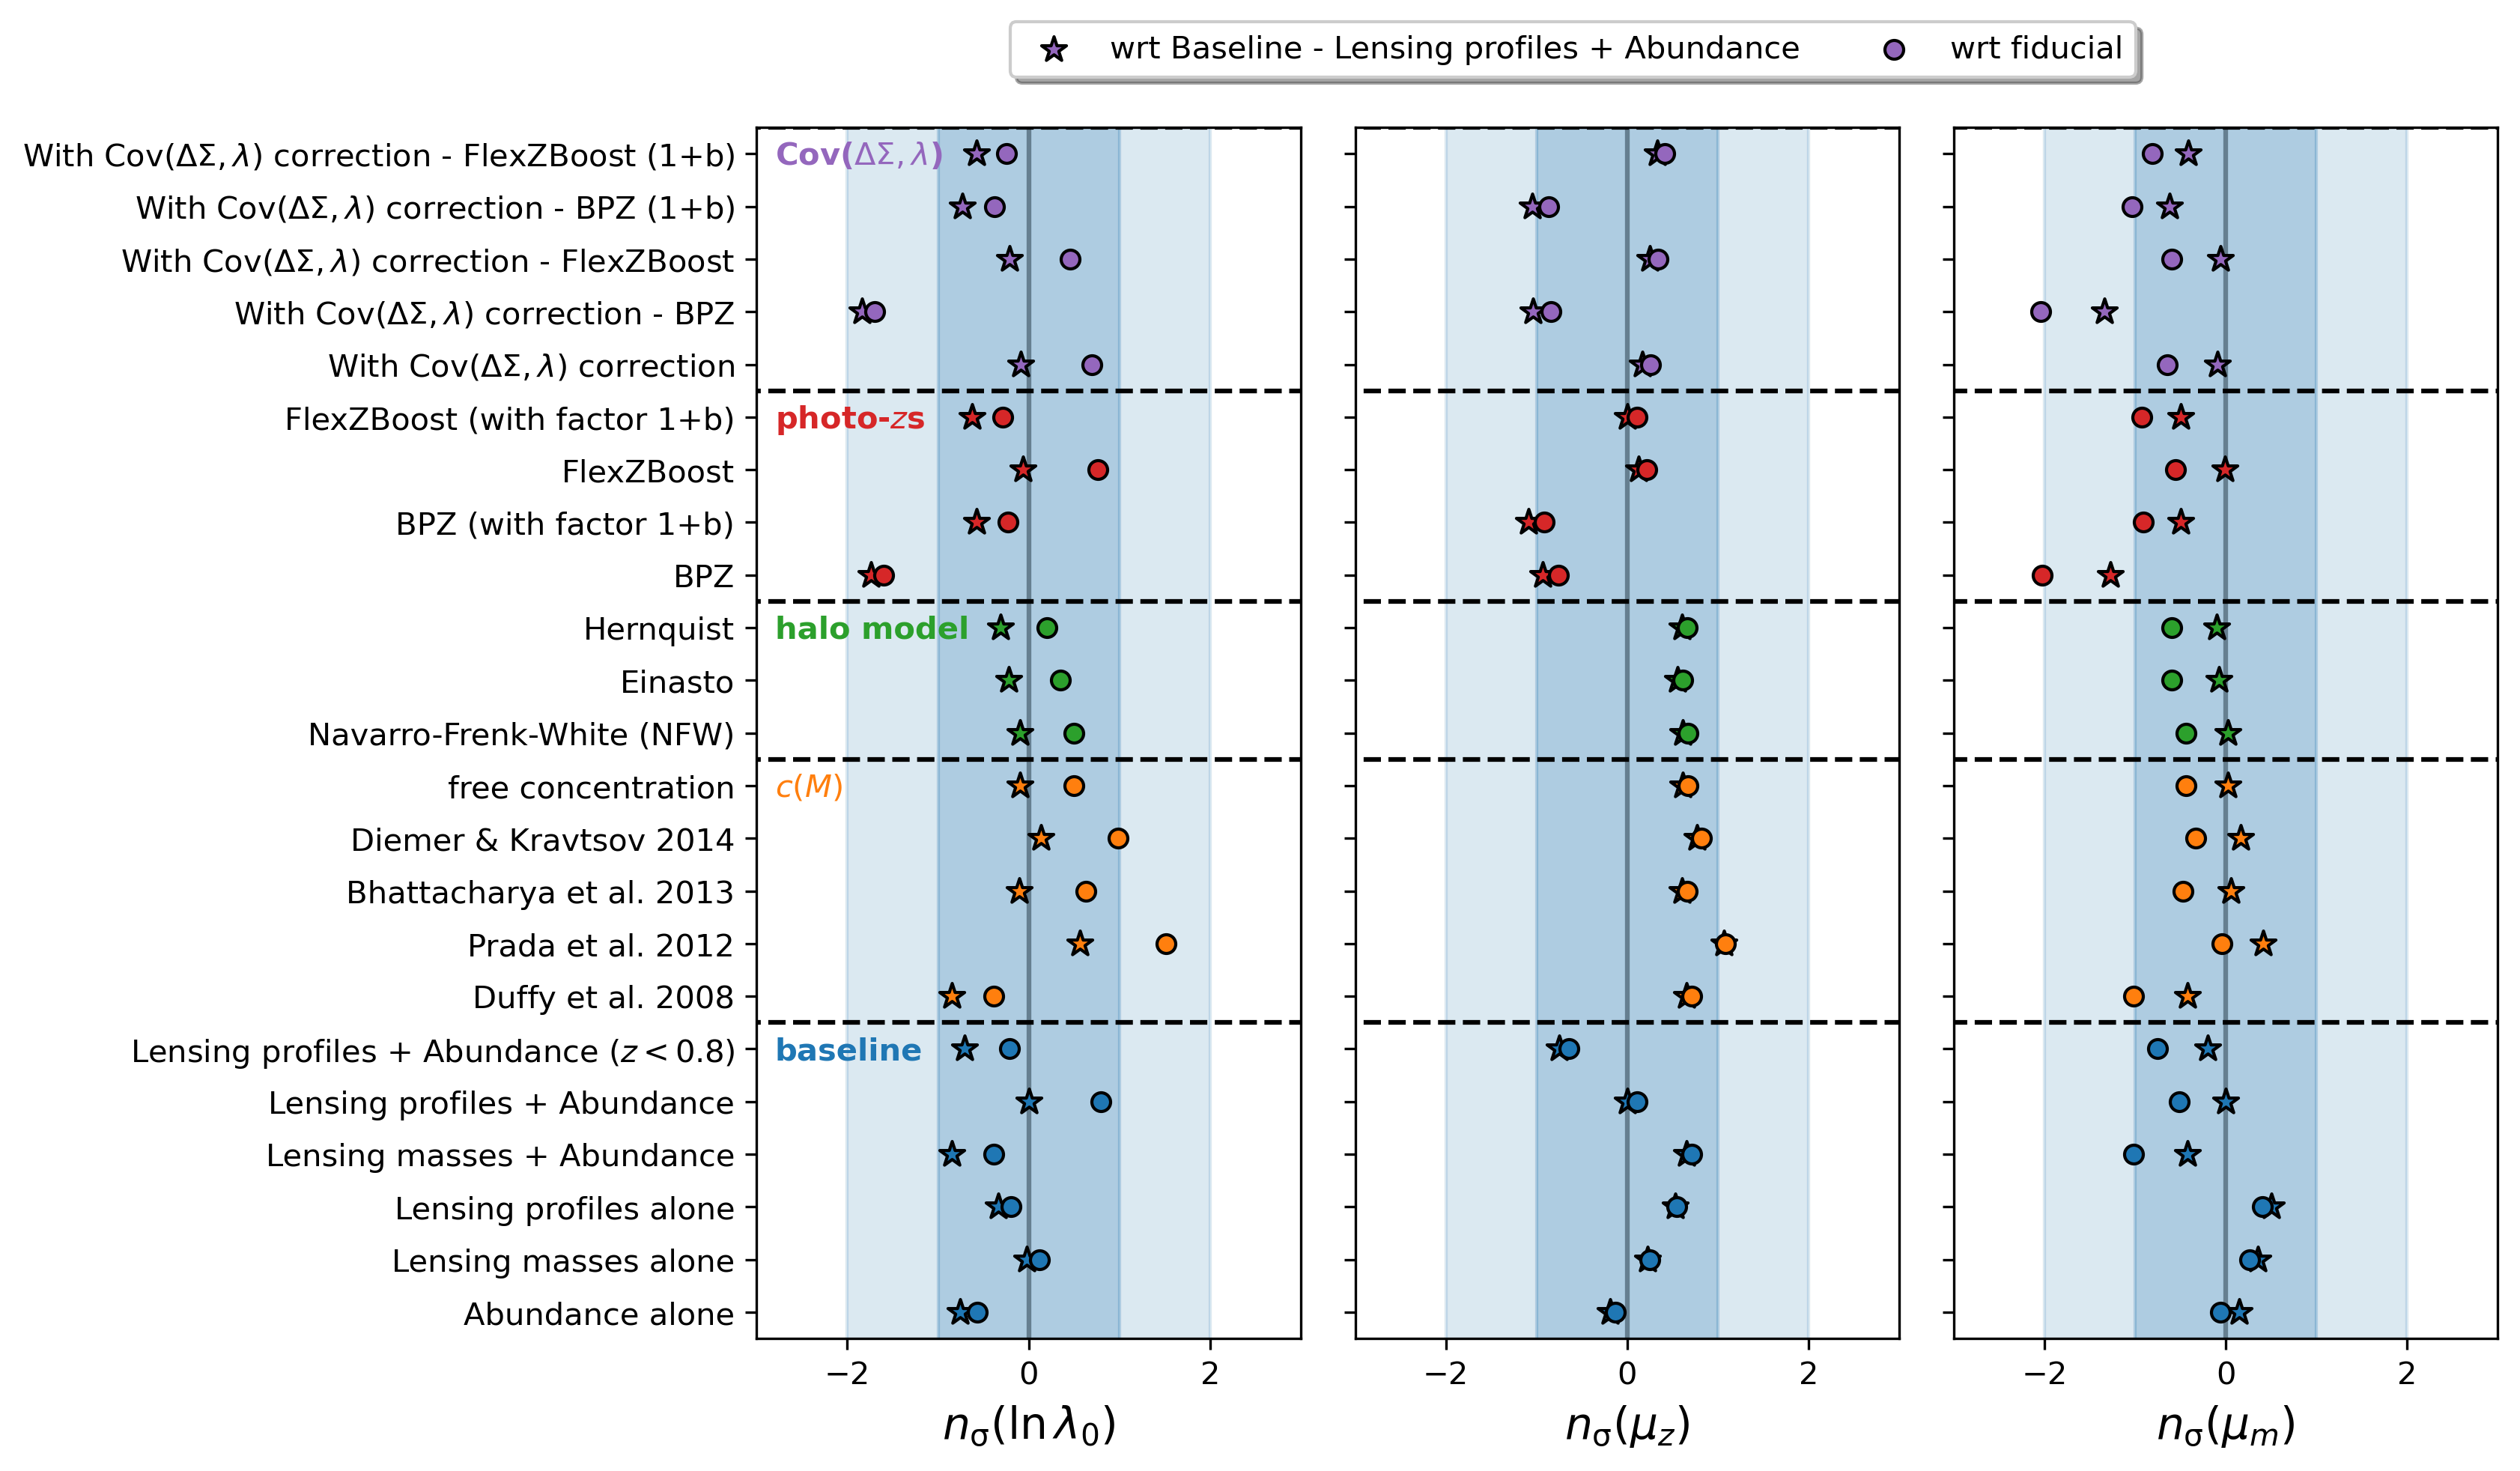 wrt Baseline - Lensing profiles + Abundance wrt fiducial
With Cov(ΔΣ, λ) correction - FlexZBoost (1+b) Cov(ΔΣ, λ)
With Cov(ΔΣ, λ) correction - BPZ (1+b)
With Cov(ΔΣ, λ) correction - FlexZBoost
With Cov(ΔΣ, λ) correction - BPZ
With Cov(ΔΣ, λ) correction
FlexZBoost (with factor 1+b) photo-zs
FlexZBoost
BPZ (with factor 1+b)
BPZ
Hernquist halo model
Einasto
Navarro-Frenk-White (NFW)
free concentration c(M)
Diemer & Kravtsov 2014
Bhattacharya et al. 2013
Prada et al. 2012
Duffy et al. 2008
Lensing profiles + Abundance (z < 0.8) baseline
Lensing profiles + Abundance
Lensing masses + Abundance
Lensing profiles alone
Lensing masses alone
Abundance alone
−2 0 2 −2 0 2 −2 0 2
nσ(ln λ₀) nσ(μz) nσ(μm)